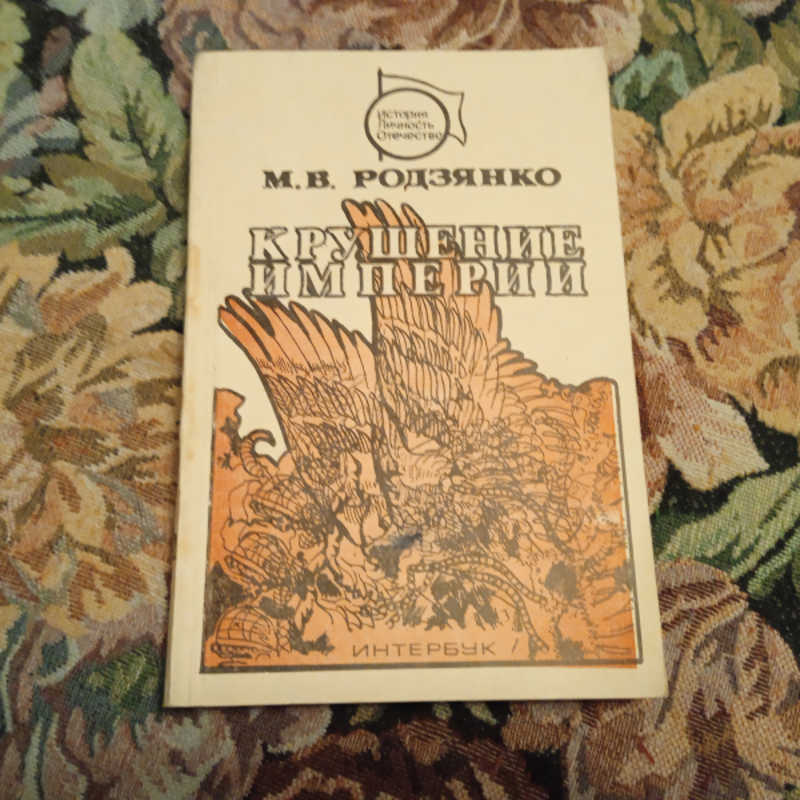 История
Личность
Отечество
М.В. РОДЗЯНКО
КРУШЕНИЕ
ИМПЕРИИ
ИНТЕРБУК